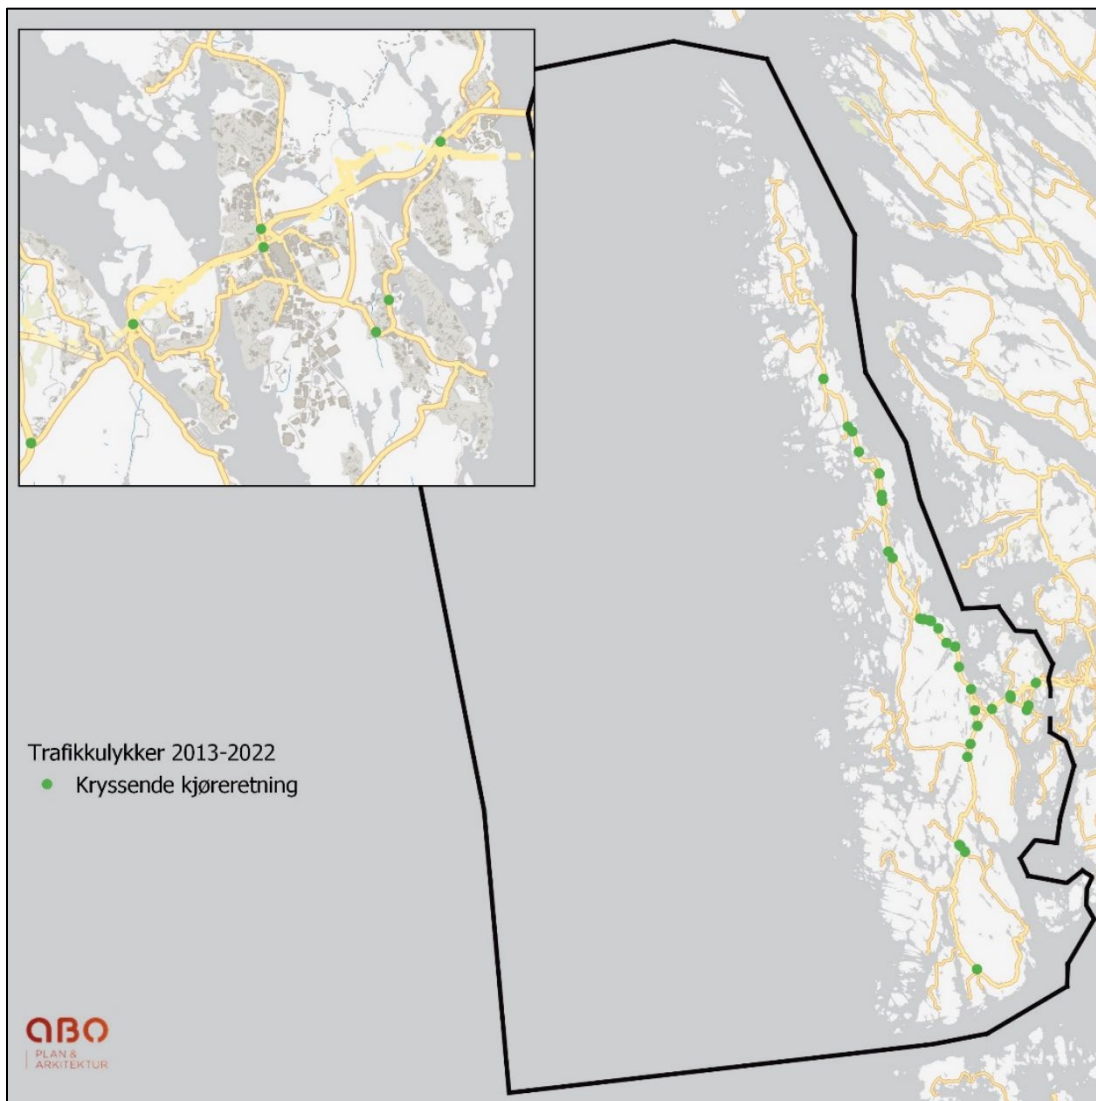 Trafikkulykker 2013-2022
Kryssende kjøreretning
ABO
PLAN &
ARKITEKTUR